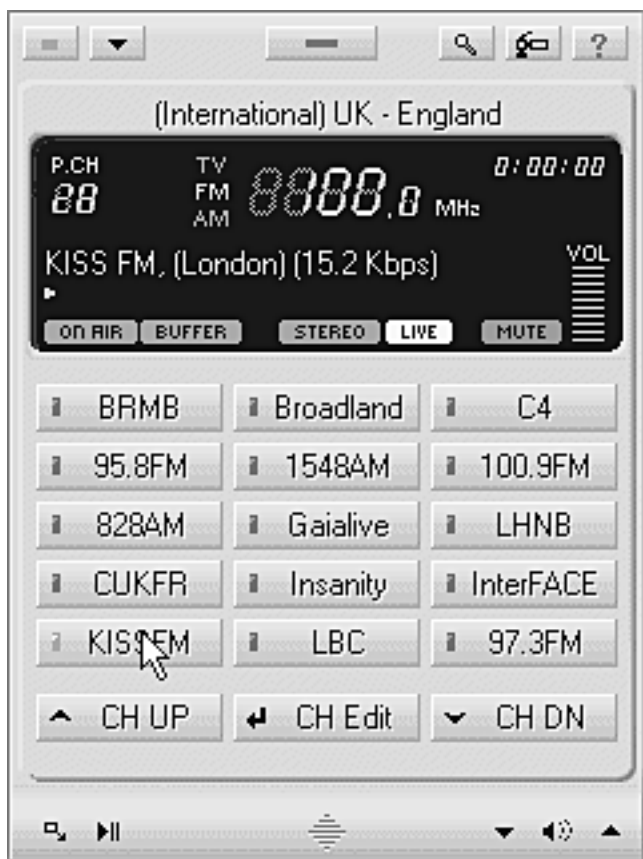 ?
(International) UK - England
P.CH
TV
0:00:00
28
FM
100.0 MHz
AM
KISS FM, (London) (15.2 Kbps)
VOL
ON AIR BUFFER STEREO LIVE MUTE
BRMB Broadland C4
95.8FM 1548AM 100.9FM
828AM Gaialive LHNB
CUKFR Insanity InterFACE
KISSFM LBC 97.3FM
CH UP CH Edit CH DN